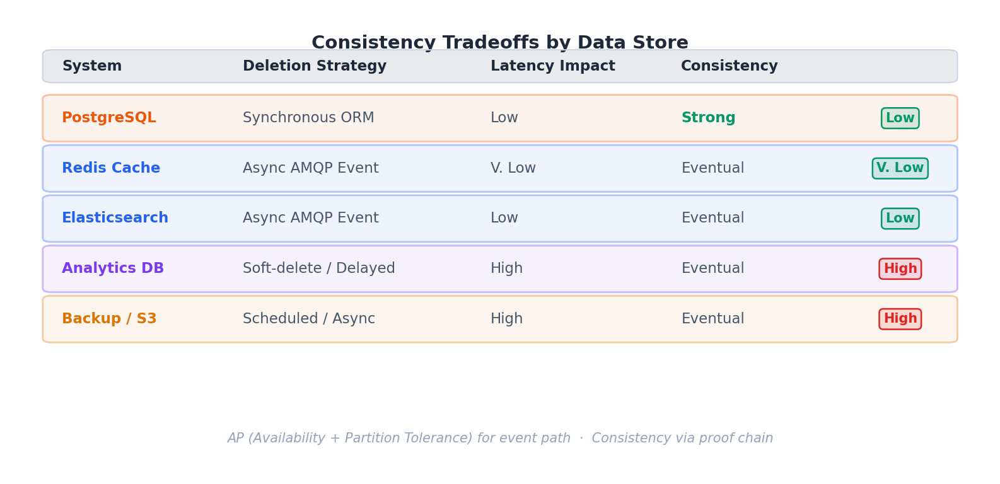 Consistency Tradeoffs by Data Store
System Deletion Strategy Latency Impact Consistency
PostgreSQL Synchronous ORM Low Strong Low
Redis Cache Async AMQP Event V. Low Eventual V. Low
Elasticsearch Async AMQP Event Low Eventual Low
Analytics DB Soft-delete / Delayed High Eventual High
Backup / S3 Scheduled / Async High Eventual High
AP (Availability + Partition Tolerance) for event path · Consistency via proof chain